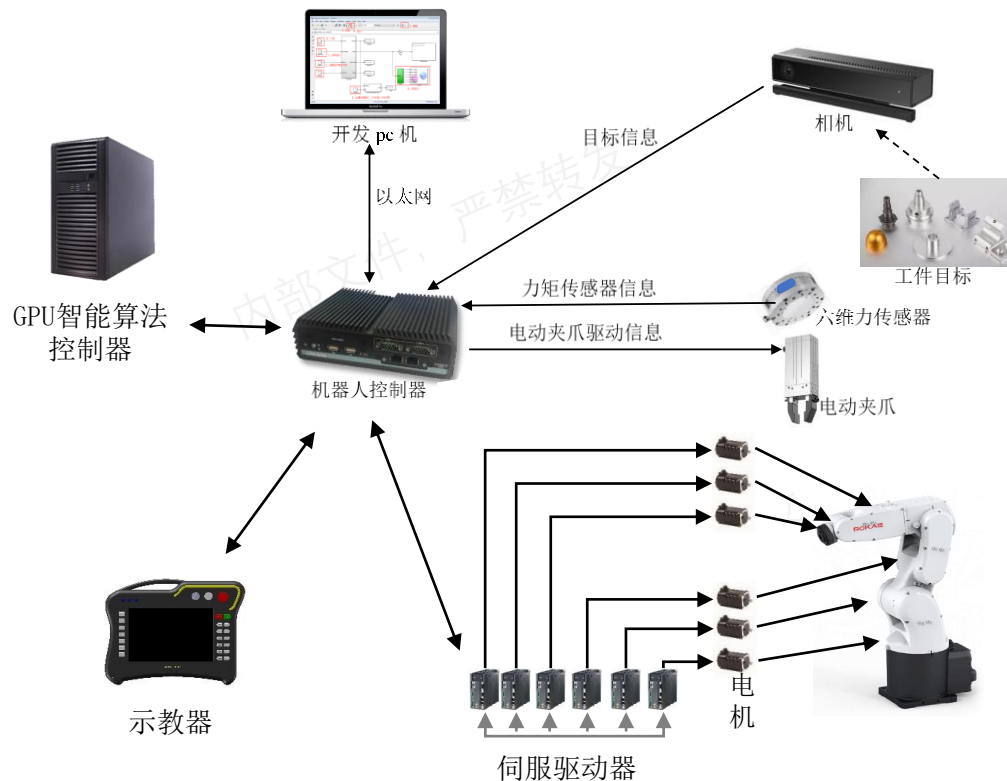 开发 pc 机
相机
目标信息
以太网
内部文件，严禁转发
工件目标
力矩传感器信息
六维力传感器
GPU智能算法
控制器
电动夹爪驱动信息
机器人控制器
电动夹爪
ROKAE
电
机
示教器
伺服驱动器